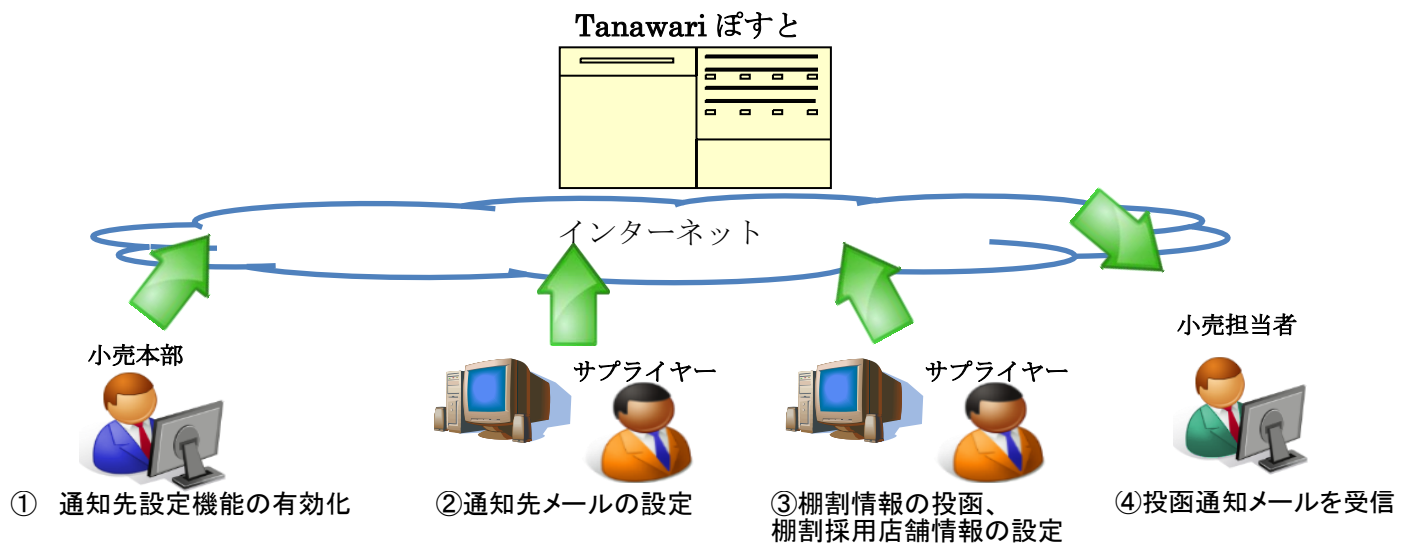 Tanawari ぽすと
インターネット
小売本部
サプライヤー
サプライヤー
小売担当者
① 通知先設定機能の有効化
②通知先メールの設定
③棚割情報の投函、
棚割採用店舗情報の設定
④投函通知メールを受信